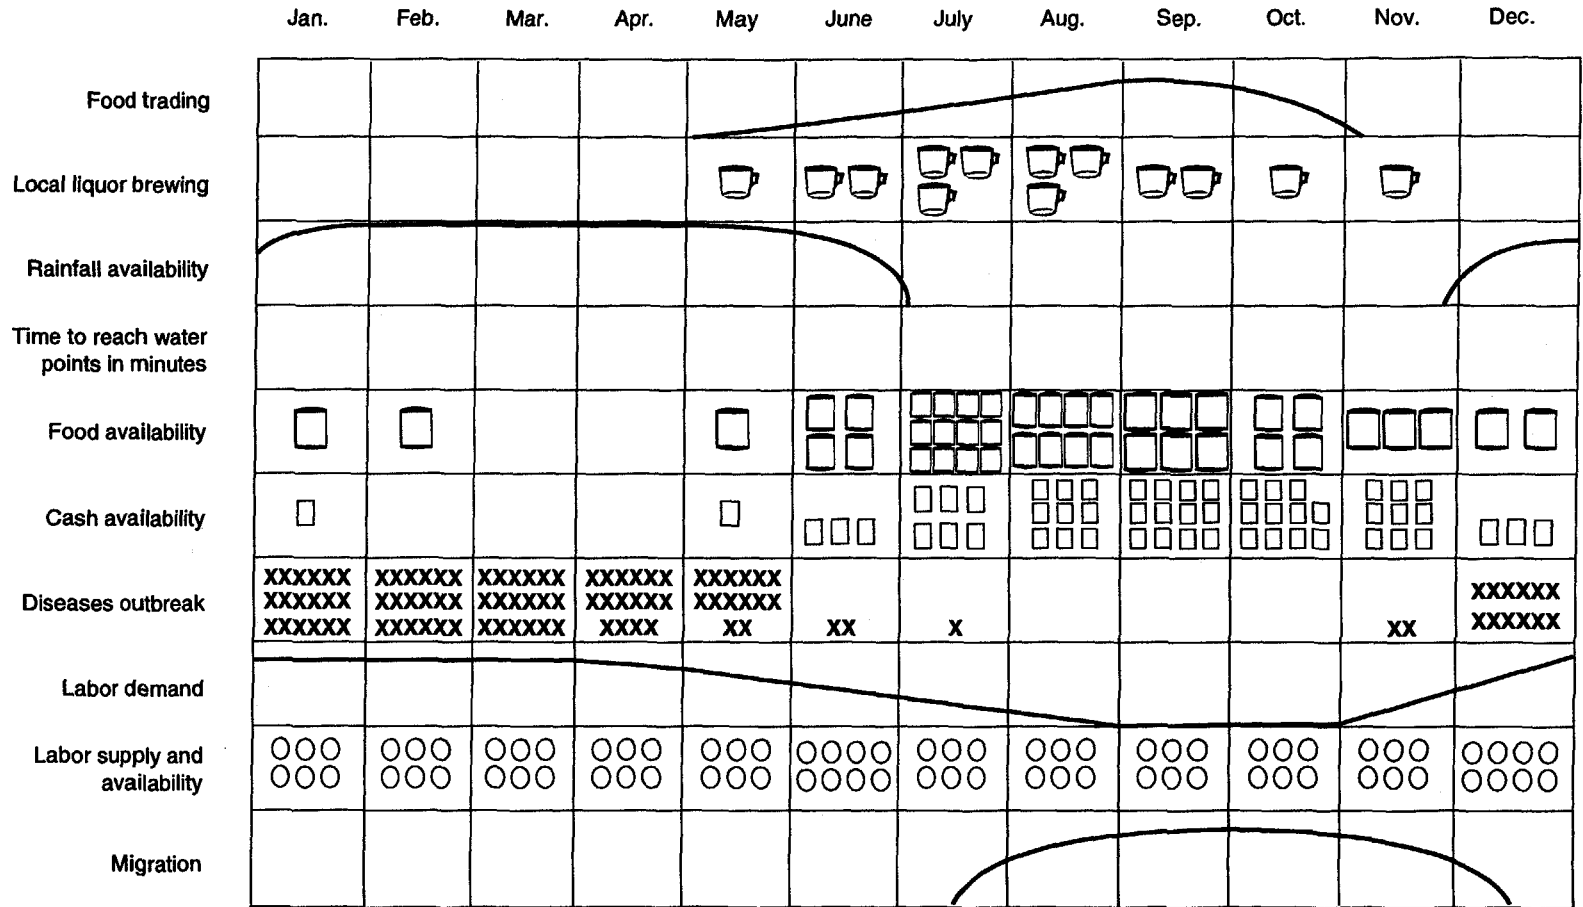 Jan. Feb. Mar. Apr. May June July Aug. Sep. Oct. Nov. Dec.
Food trading
Local liquor brewing
Rainfall availability
Time to reach water
points in minutes
Food availability
Cash availability
XXXXXX XXXXXX XXXXXX XXXXXX XXXXXX
Diseases outbreak XXXXXX XXXXXX XXXXXX XXXXXX XXXXXX XXXXXX
XXXXXX XXXXXX XXXXXX XXXX XX XX X XX XXXXXX
Labor demand
Labor supply and
availability
Migration